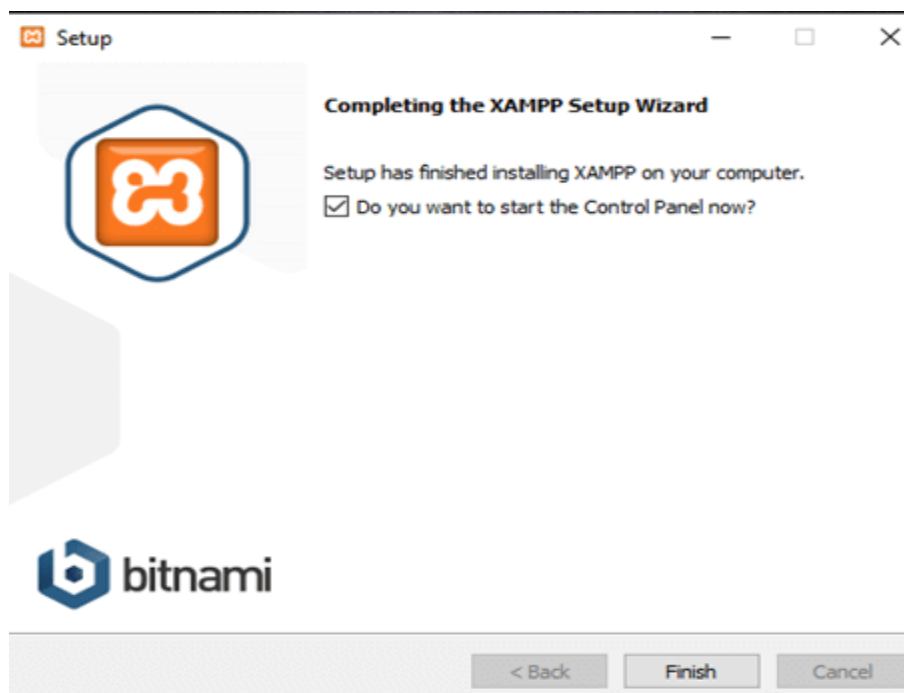 Setup
Completing the XAMPP Setup Wizard
Setup has finished installing XAMPP on your computer.
Do you want to start the Control Panel now?
bitnami
< Back
Finish
Cancel